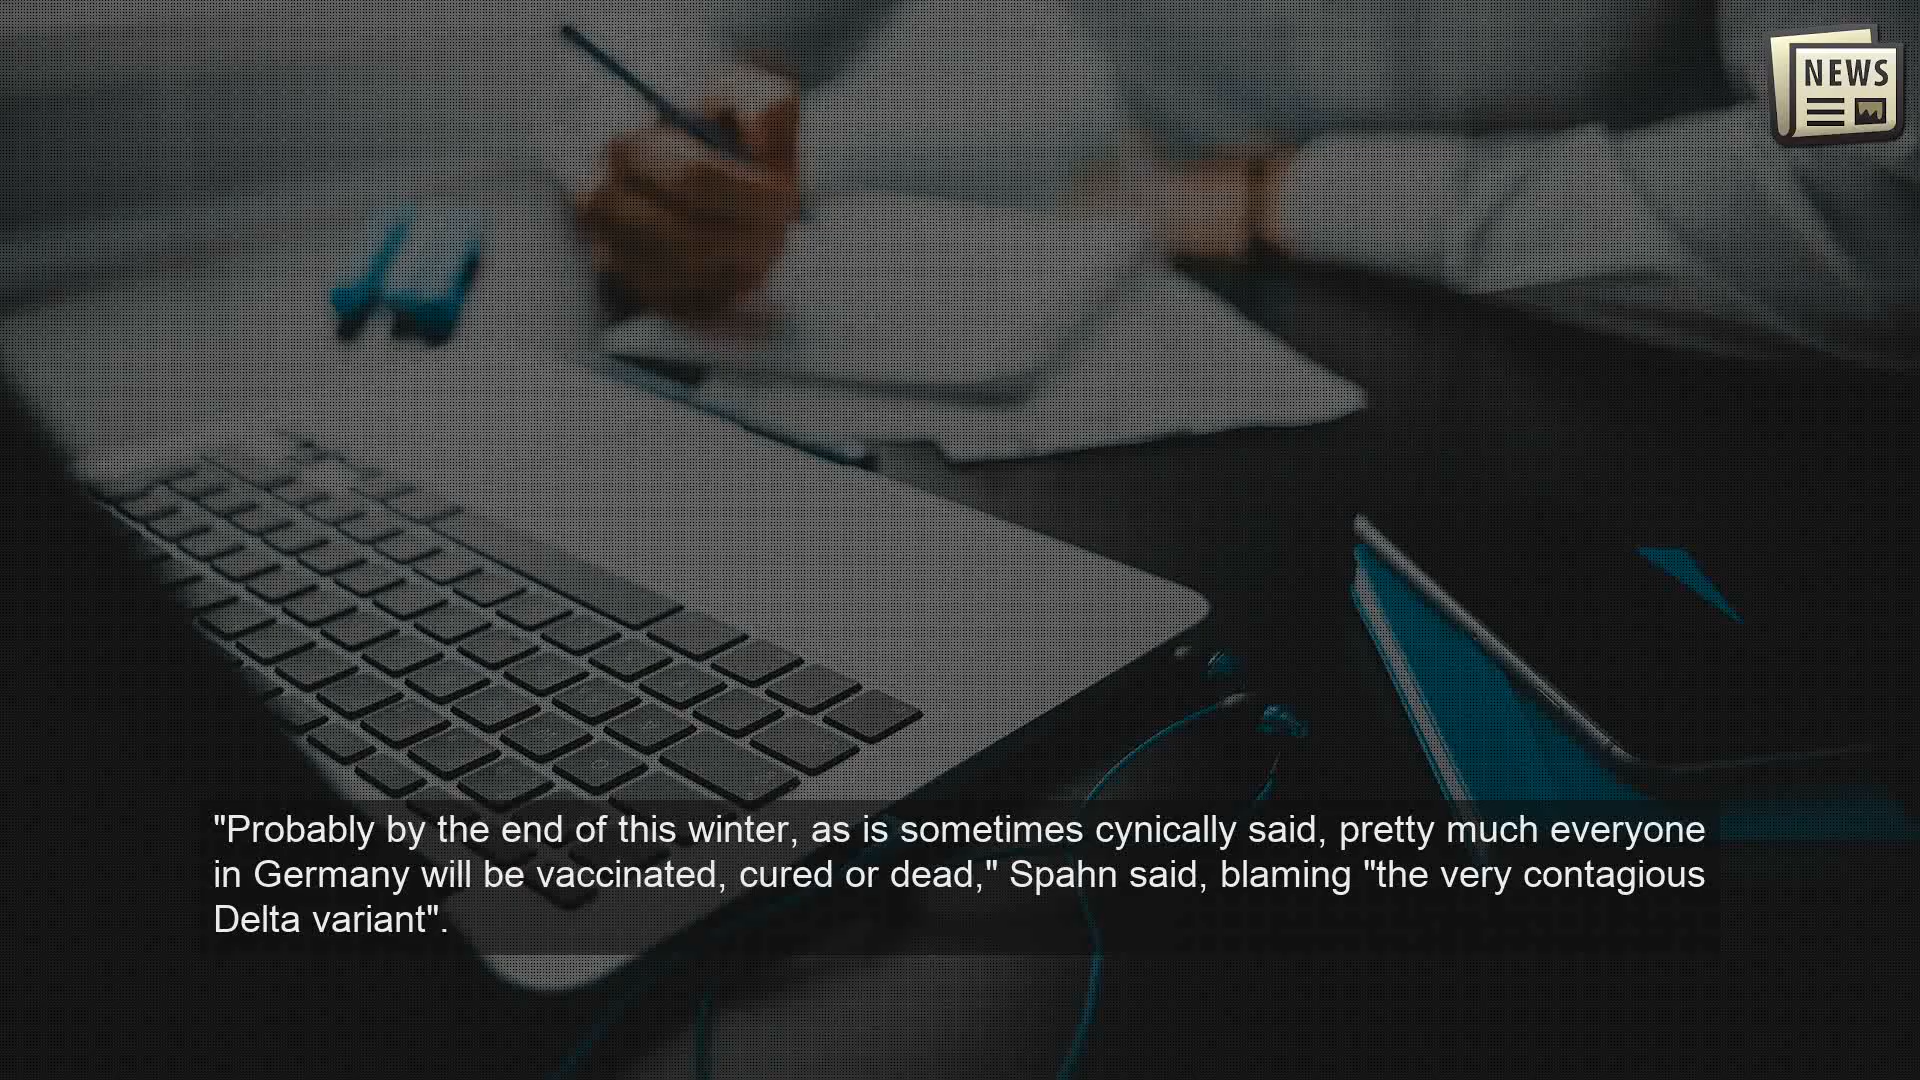 NEWS
"Probably by the end of this winter, as is sometimes cynically said, pretty much everyone
in Germany will be vaccinated, cured or dead," Spahn said, blaming "the very contagious
Delta variant".